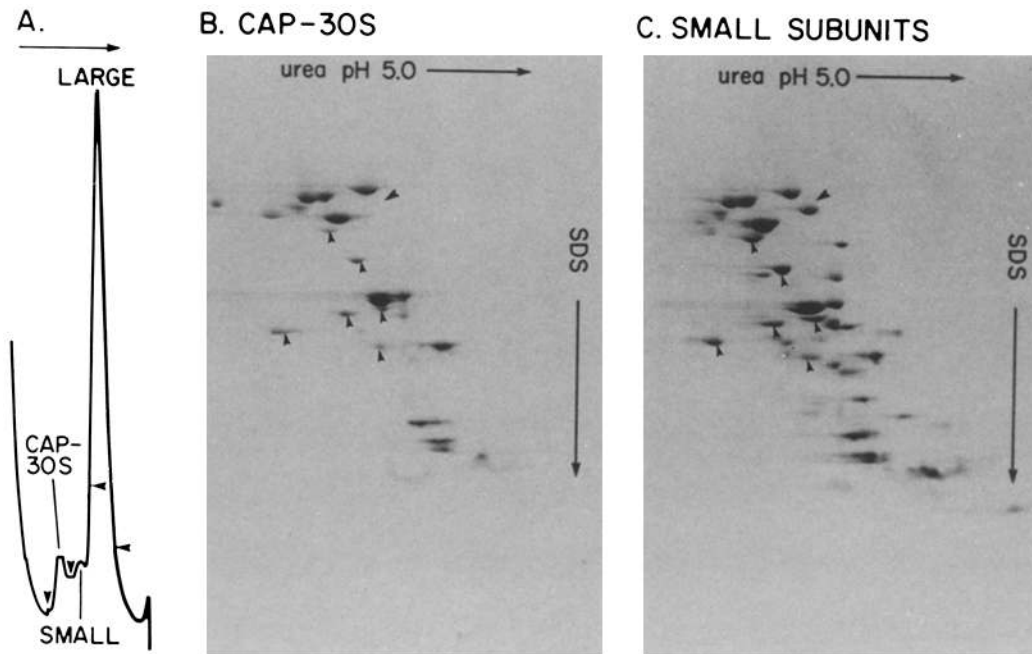 A.
LARGE
CAP-
30S
SMALL
B. CAP-30S
urea pH 5.0
C. SMALL SUBUNITS
urea pH 5.0
SDS
SDS